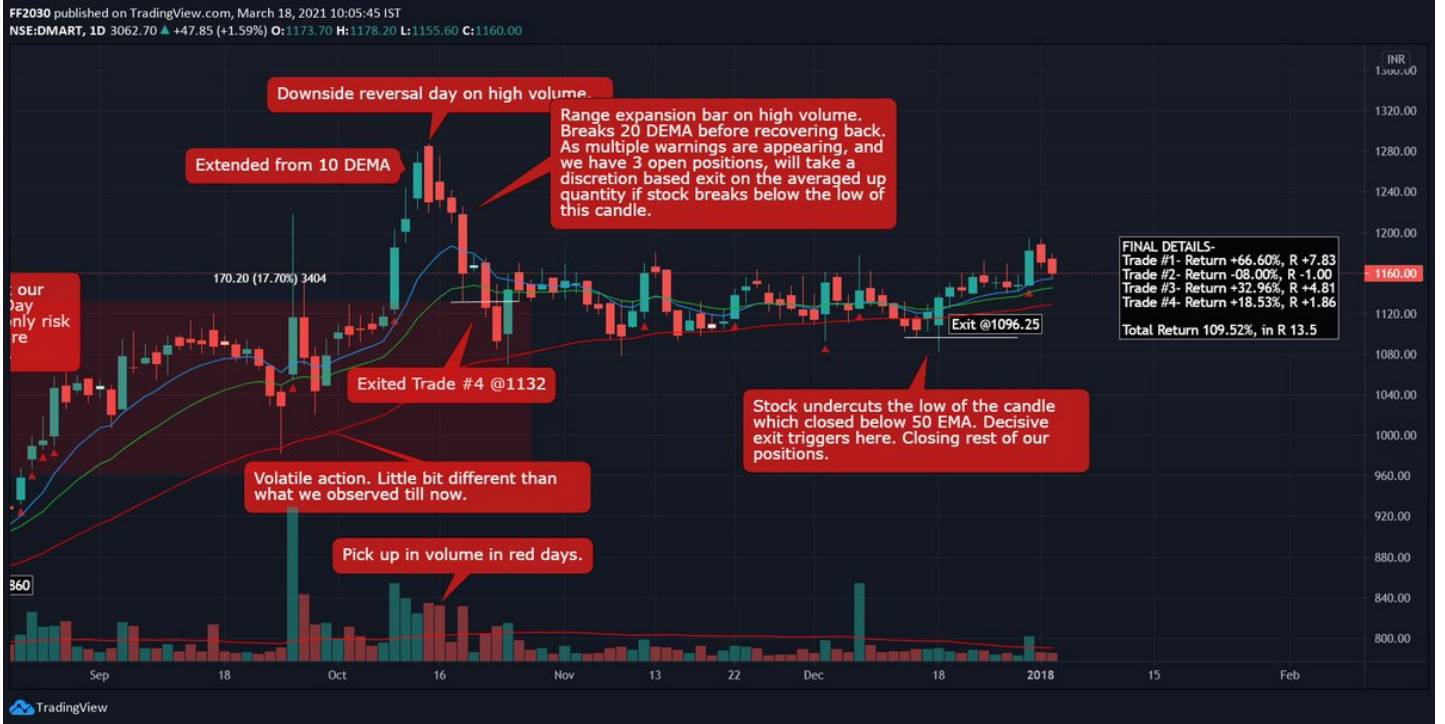 FF2030 published on TradingView.com, March 18, 2021 10:05:45 IST
NSE:DMART, 1D 3062.70 ▲ +47.85 (+1.59%) O:1173.70 H:1178.20 L:1155.60 C:1160.00
INR
1320.00
1280.00
1240.00
1200.00
1160.00
1120.00
1080.00
1040.00
1000.00
960.00
920.00
880.00
840.00
800.00
Downside reversal day on high volume.
Extended from 10 DEMA
Range expansion bar on high volume.
Breaks 20 DEMA before recovering back.
As multiple warnings are appearing, and
we have 3 open positions, will take a
discretion based exit on the averaged up
quantity if stock breaks below the low of
this candle.
170.20 (17.70%) 3404
our
Day
only risk
re
FINAL DETAILS-
Trade #1- Return +66.60%, R +7.83
Trade #2- Return -08.00%, R -1.00
Trade #3- Return +32.96%, R +4.81
Trade #4- Return +18.53%, R +1.86
Total Return 109.52%, in R 13.5
Exit @1096.25
Exited Trade #4 @1132
Stock undercuts the low of the candle
which closed below 50 EMA. Decisive
exit triggers here. Closing rest of our
positions.
Volatile action. Little bit different than
what we observed till now.
Pick up in volume in red days.
860
Sep 18 Oct 16 Nov 13 22 Dec 18 2018 15 Feb
TradingView